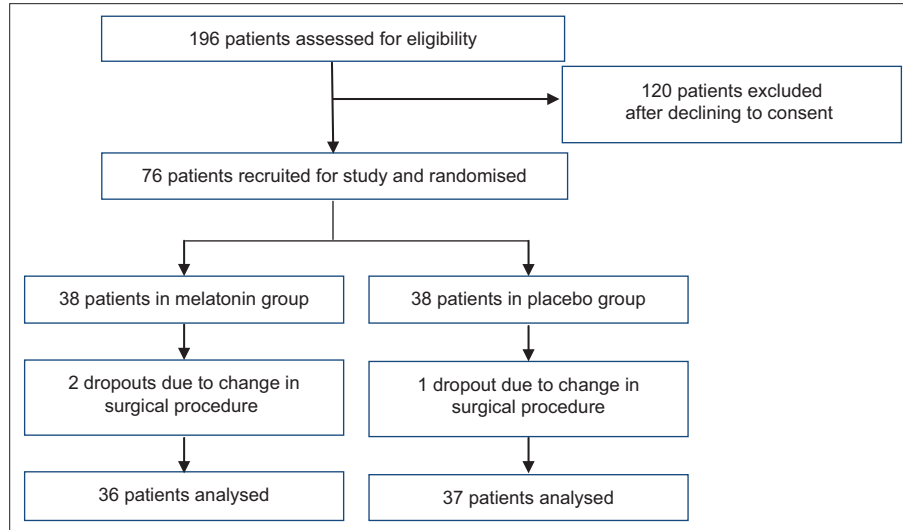 196 patients assessed for eligibility
120 patients excluded
after declining to consent
76 patients recruited for study and randomised
38 patients in melatonin group
38 patients in placebo group
2 dropouts due to change in
surgical procedure
1 dropout due to change in
surgical procedure
36 patients analysed
37 patients analysed